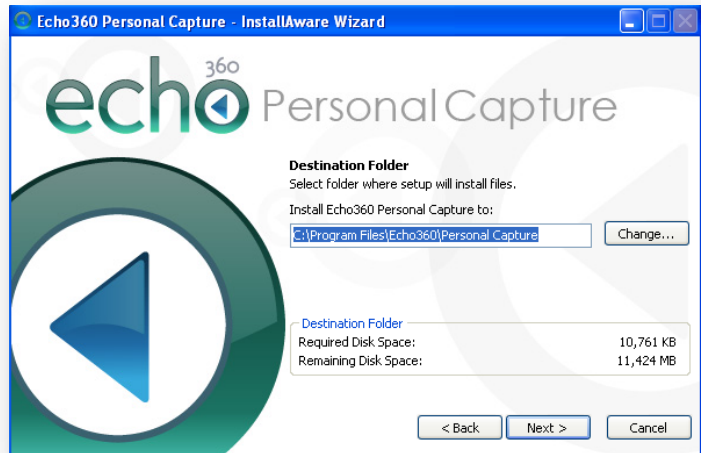 Echo360 Personal Capture - InstallAware Wizard
echo 360 Personal Capture
Destination Folder
Select folder where setup will install files.
Install Echo360 Personal Capture to:
C:\Program Files\Echo360\Personal Capture Change...
Destination Folder
Required Disk Space: 10,761 KB
Remaining Disk Space: 11,424 MB
< Back Next > Cancel